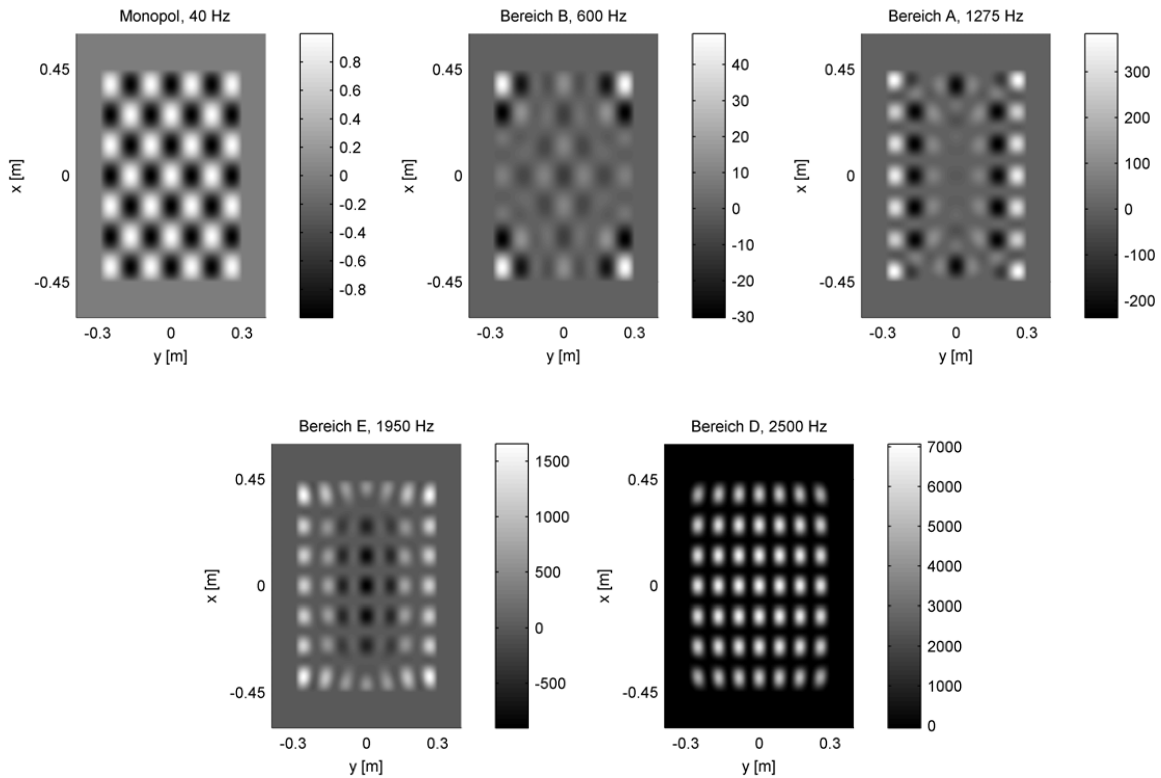 Monopol, 40 Hz
Bereich B, 600 Hz
Bereich A, 1275 Hz
0.45
0
-0.45
x [m]
-0.3 0 0.3
y [m]
0.8
0.6
0.4
0.2
0
-0.2
-0.4
-0.6
-0.8
0.45
0
-0.45
x [m]
-0.3 0 0.3
y [m]
40
30
20
10
0
-10
-20
-30
0.45
0
-0.45
x [m]
-0.3 0 0.3
y [m]
300
200
100
0
-100
-200
Bereich E, 1950 Hz
Bereich D, 2500 Hz
0.45
0
-0.45
x [m]
-0.3 0 0.3
y [m]
1500
1000
500
0
-500
0.45
0
-0.45
x [m]
-0.3 0 0.3
y [m]
7000
6000
5000
4000
3000
2000
1000
0